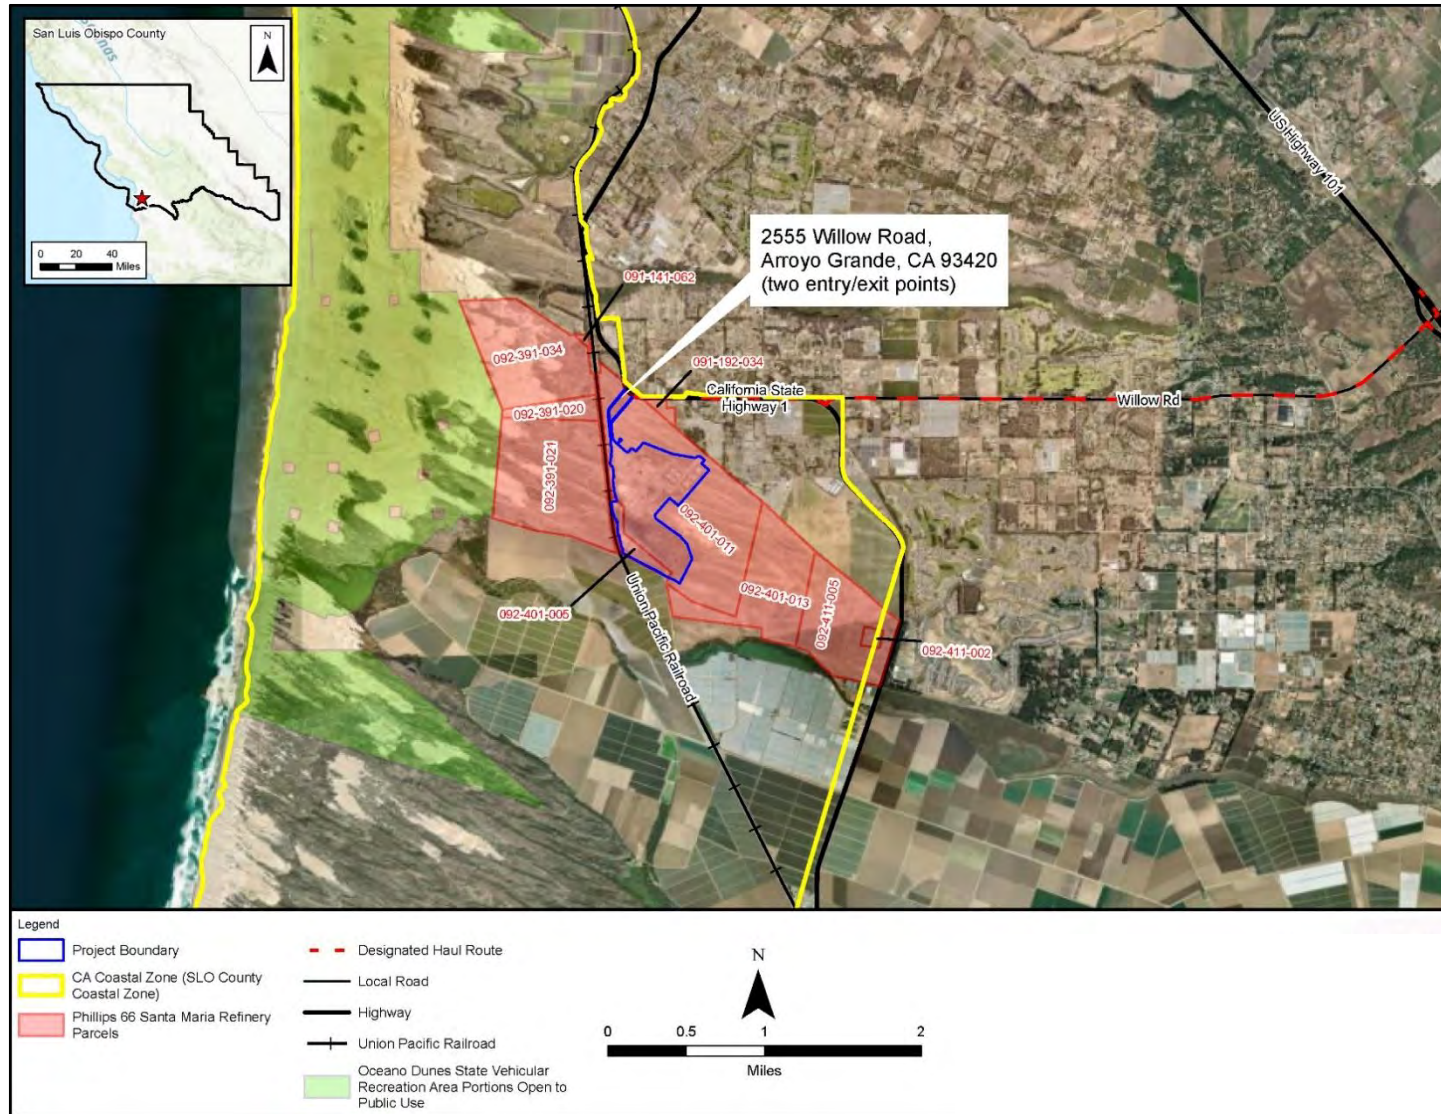 San Luis Obispo County
N
0 20 40
Miles
US Highway 101
2555 Willow Road,
Arroyo Grande, CA 93420
(two entry/exit points)
091-141-062
092-391-034
091-192-034
California State
Highway 1
Willow Rd
092-391-020
092-391-021
092-401-011
092-401-013
092-411-005
092-401-005
092-411-002
Union Pacific Railroad
Legend
Project Boundary
CA Coastal Zone (SLO County
Coastal Zone)
Phillips 66 Santa Maria Refinery
Parcels
Designated Haul Route
Local Road
Highway
Union Pacific Railroad
Oceano Dunes State Vehicular
Recreation Area Portions Open to
Public Use
N
0 0.5 1 2
Miles